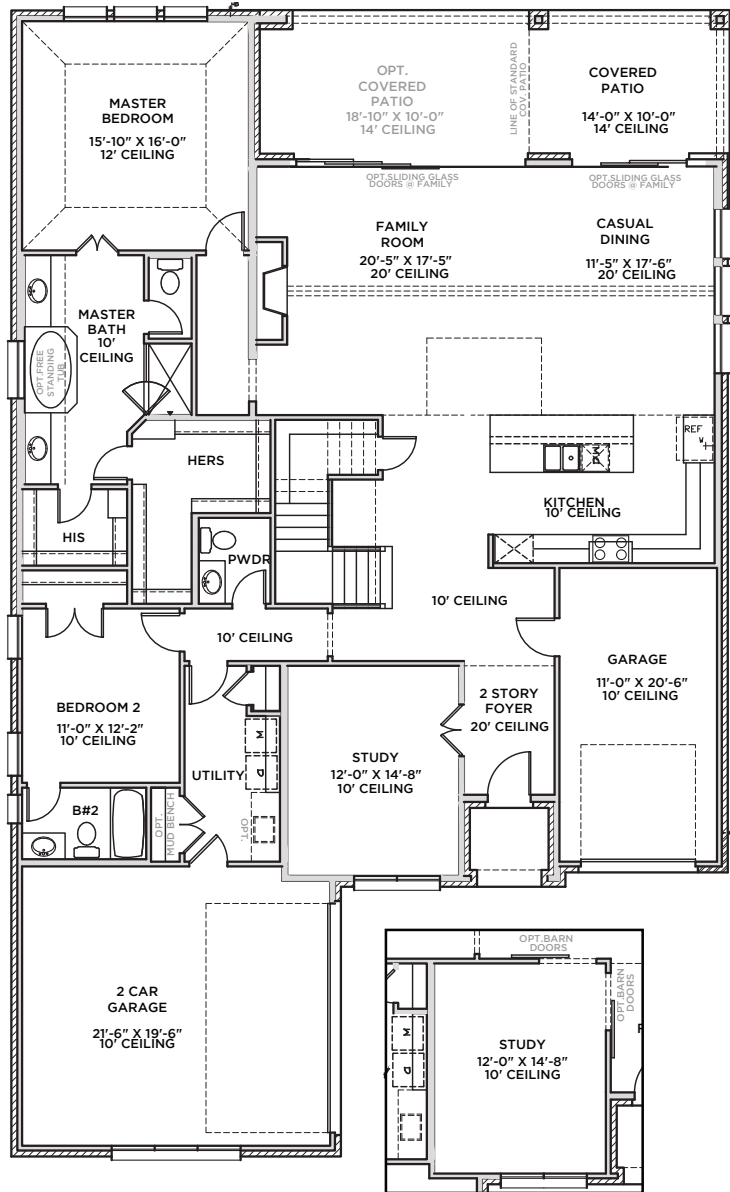 MASTER
BEDROOM
15'-10" X 16'-0"
12' CEILING
OPT.
COVERED
PATIO
18'-10" X 10'-0"
14' CEILING
LINE OF STANDARD
COV. PATIO
COVERED
PATIO
14'-0" X 10'-0"
14' CEILING
OPT.SLIDING GLASS
DOORS @ FAMILY
OPT.SLIDING GLASS
DOORS @ FAMILY
FAMILY
ROOM
20'-5" X 17'-5"
20' CEILING
CASUAL
DINING
11'-5" X 17'-6"
20' CEILING
MASTER
BATH
10'
CEILING
OPT.FREE
STANDING
TUB
HERS
HIS
PWDR
REF
DW
KITCHEN
10' CEILING
10' CEILING
10' CEILING
GARAGE
11'-0" X 20'-6"
10' CEILING
BEDROOM 2
11'-0" X 12'-2"
10' CEILING
2 STORY
FOYER
20' CEILING
STUDY
12'-0" X 14'-8"
10' CEILING
W
D
UTILITY
OPT.
B#2
OPT.
MUD BENCH
2 CAR
GARAGE
21'-6" X 19'-6"
10' CEILING
OPT.BARN
DOORS
OPT.BARN
DOORS
W
D
STUDY
12'-0" X 14'-8"
10' CEILING